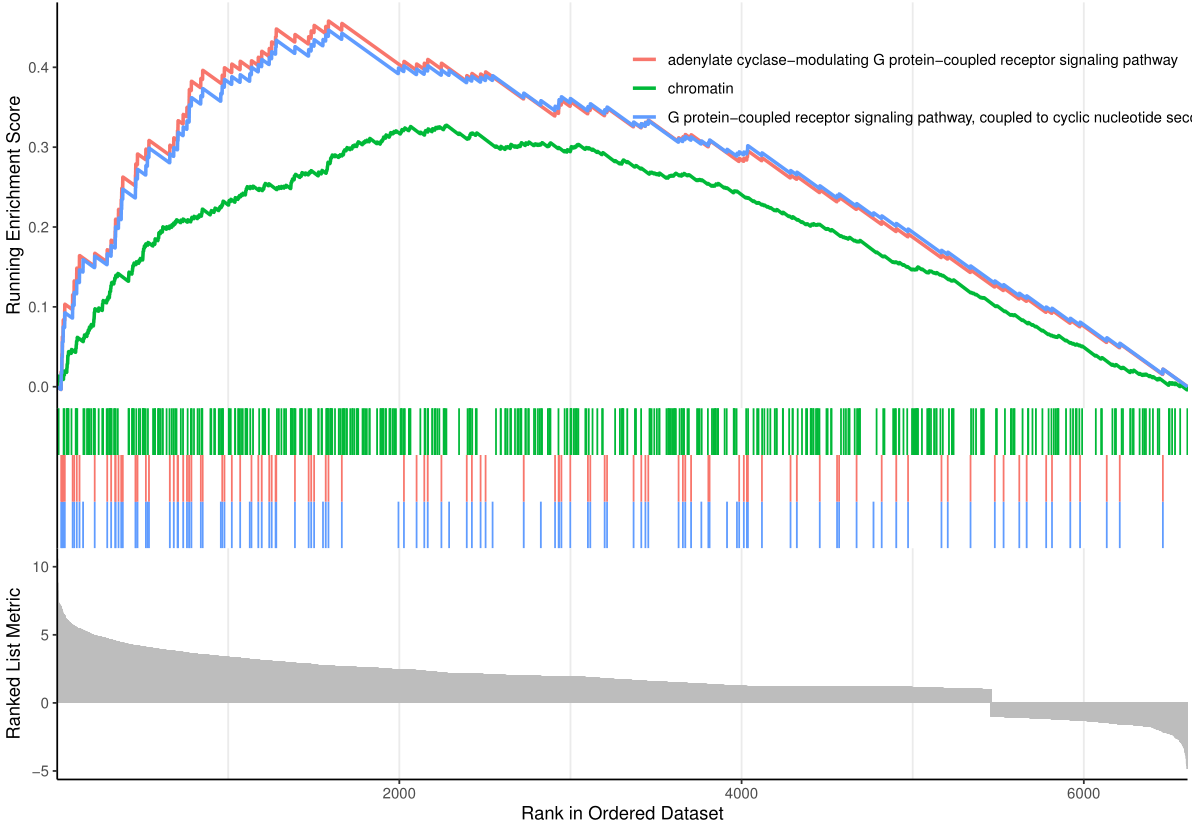 Running Enrichment Score
0.4
0.3
0.2
0.1
0.0
adenylate cyclase−modulating G protein−coupled receptor signaling pathway
chromatin
G protein−coupled receptor signaling pathway, coupled to cyclic nucleotide seco
Ranked List Metric
10
5
0
−5
2000 4000 6000
Rank in Ordered Dataset